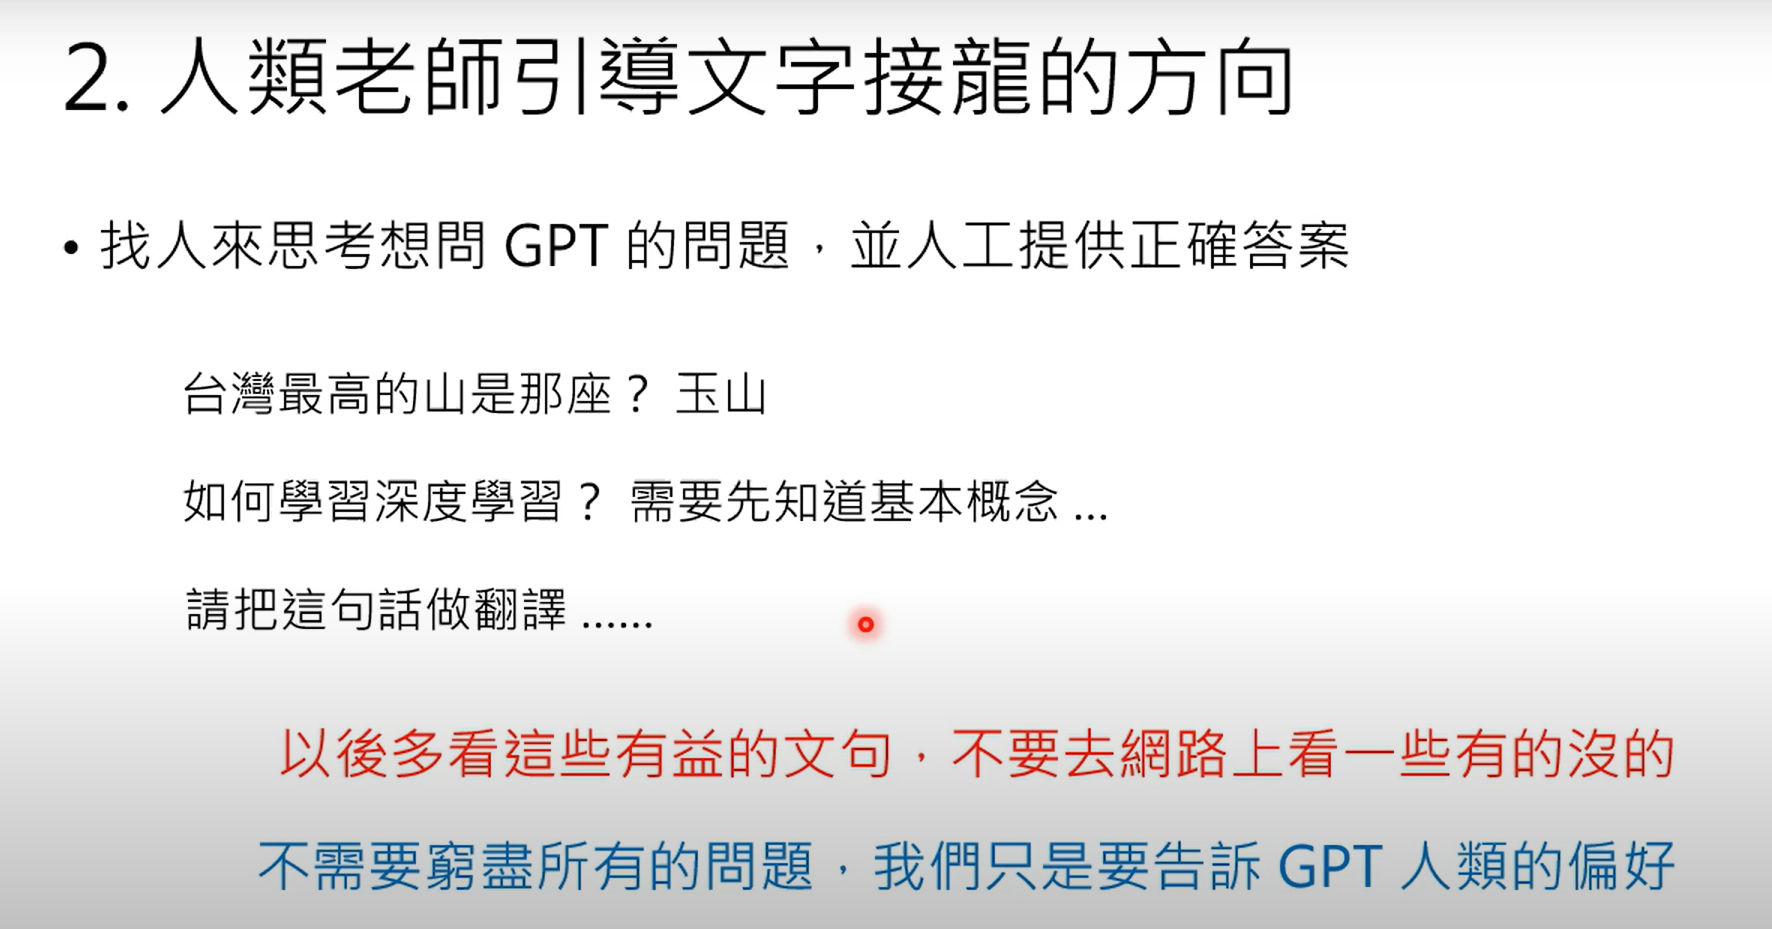 2. 人類老師引導文字接龍的方向
• 找人來思考想問 GPT 的問題，並人工提供正確答案
台灣最高的山是那座？ 玉山
如何學習深度學習？ 需要先知道基本概念 ...
請把這句話做翻譯 ......
以後多看這些有益的文句，不要去網路上看一些有的沒的
不需要窮盡所有的問題，我們只是要告訴 GPT 人類的偏好